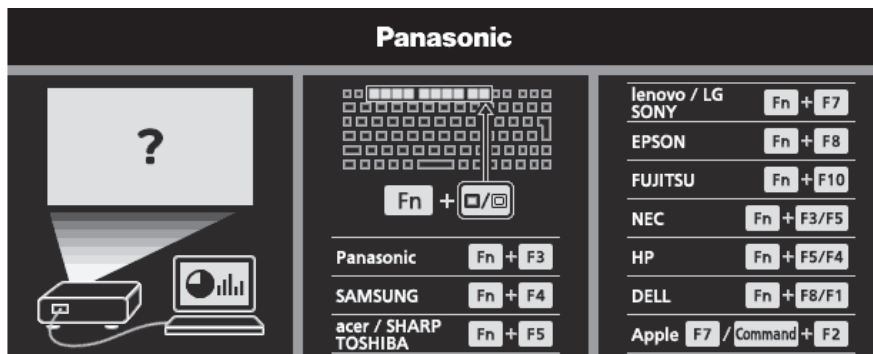 Panasonic
?
Fn + □/回
Panasonic Fn + F3
SAMSUNG Fn + F4
acer / SHARP
TOSHIBA Fn + F5
lenovo / LG
SONY Fn + F7
EPSON Fn + F8
FUJITSU Fn + F10
NEC Fn + F3/F5
HP Fn + F5/F4
DELL Fn + F8/F1
Apple F7 / Command + F2